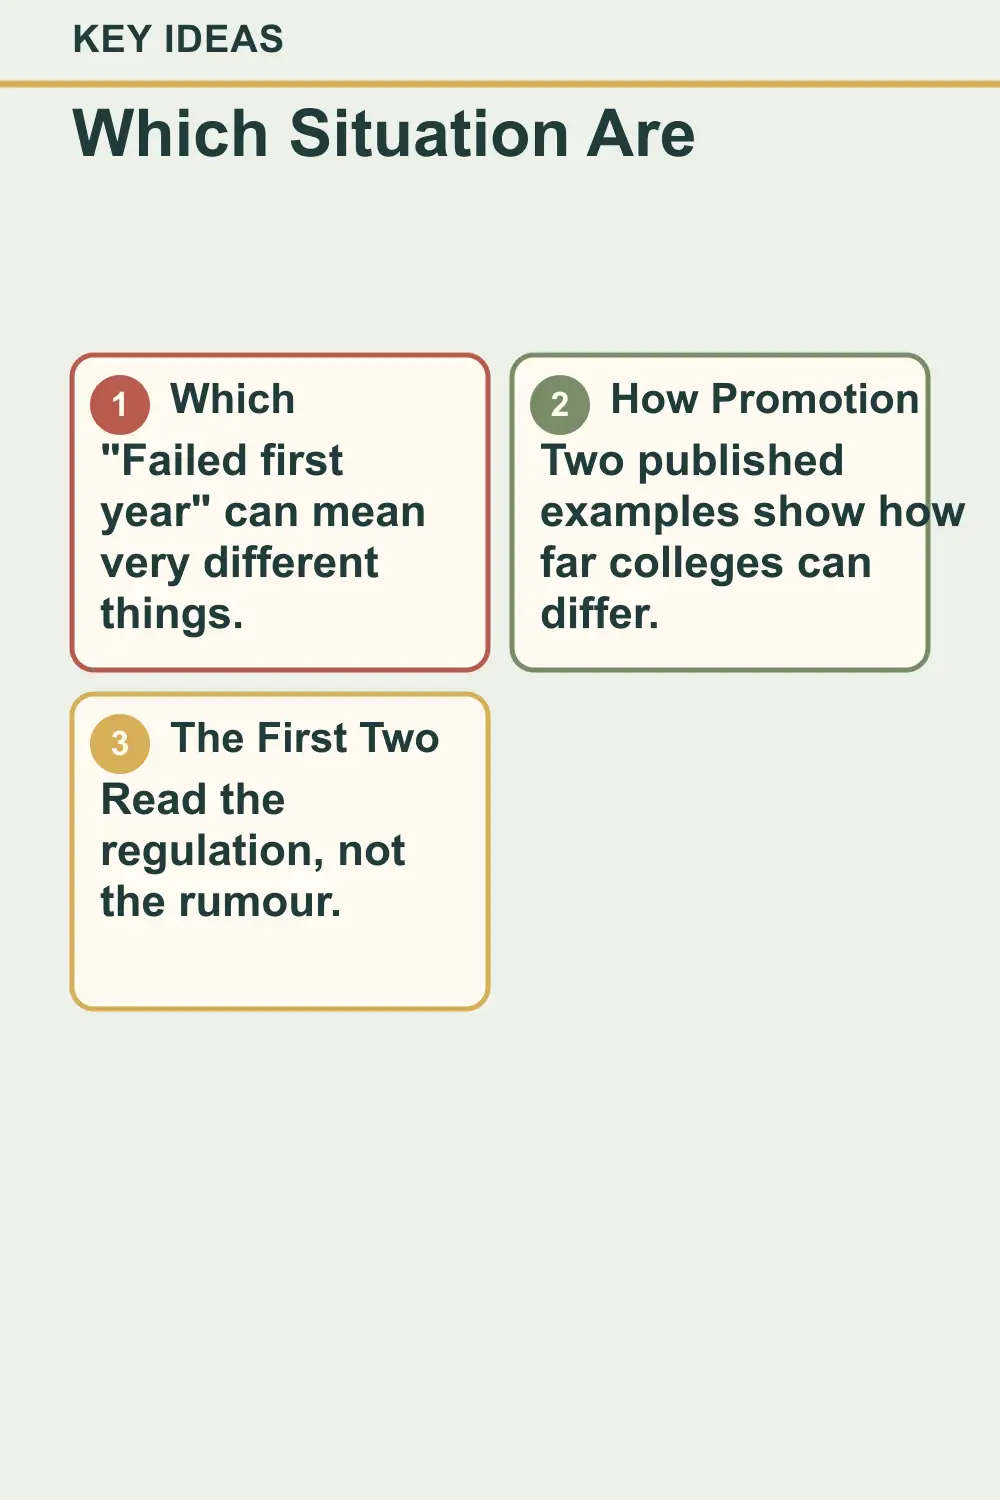 KEY IDEAS
Which Situation Are
1 Which
"Failed first
year" can mean
very different
things.
2 How Promotion
Two published
examples show how
far colleges can
differ.
3 The First Two
Read the
regulation, not
the rumour.